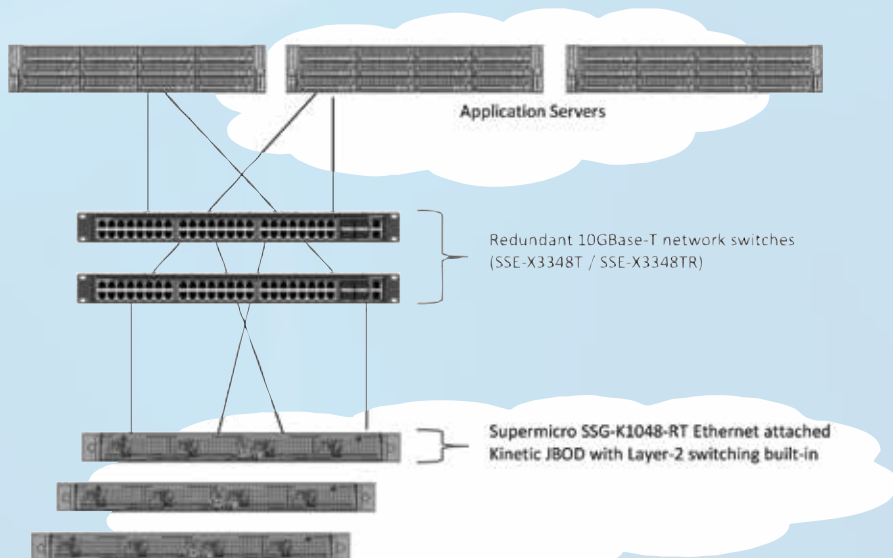 Application Servers
Redundant 10GBase-T network switches
(SSE-X3348T / SSE-X3348TR)
Supermicro SSG-K1048-RT Ethernet attached
Kinetic JBOD with Layer-2 switching built-in